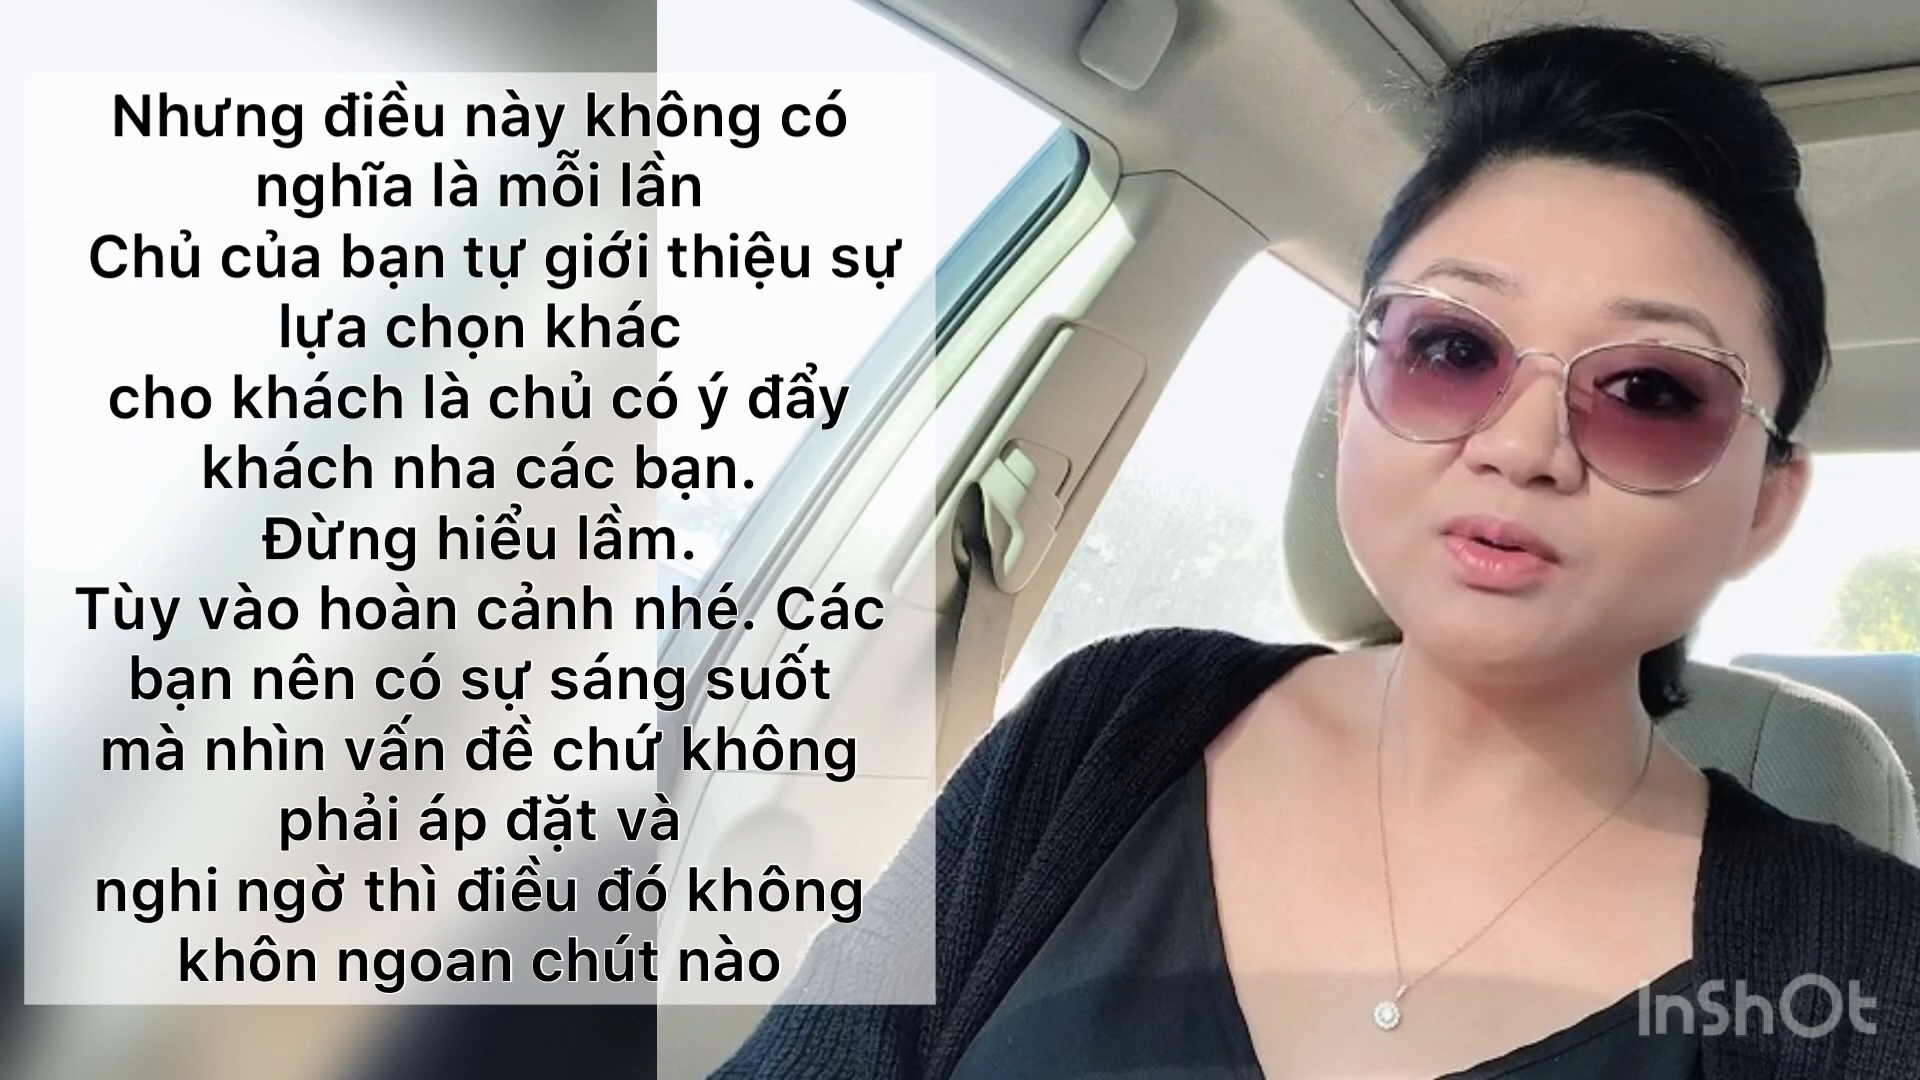 Nhưng điều này không có
nghĩa là mỗi lần
Chủ của bạn tự giới thiệu sự
lựa chọn khác
cho khách là chủ có ý đẩy
khách nha các bạn.
Đừng hiểu lầm.
Tùy vào hoàn cảnh nhé. Các
bạn nên có sự sáng suốt
mà nhìn vấn đề chứ không
phải áp đặt và
nghi ngờ thì điều đó không
khôn ngoan chút nào
InShOt